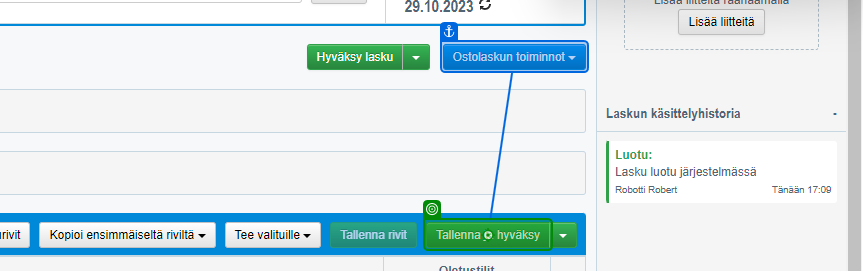 29.10.2023
Lisää liitteitä raahaamalla
Lisää liitteitä
Hyväksy lasku
Ostolaskun toiminnot
Laskun käsittelyhistoria
-
Luotu:
Lasku luotu järjestelmässä
Robotti Robert
Tänään 17:09
rivit
Kopioi ensimmäiseltä riviltä
Tee valituille
Tallenna rivit
Tallenna hyväksy
Oletustilit